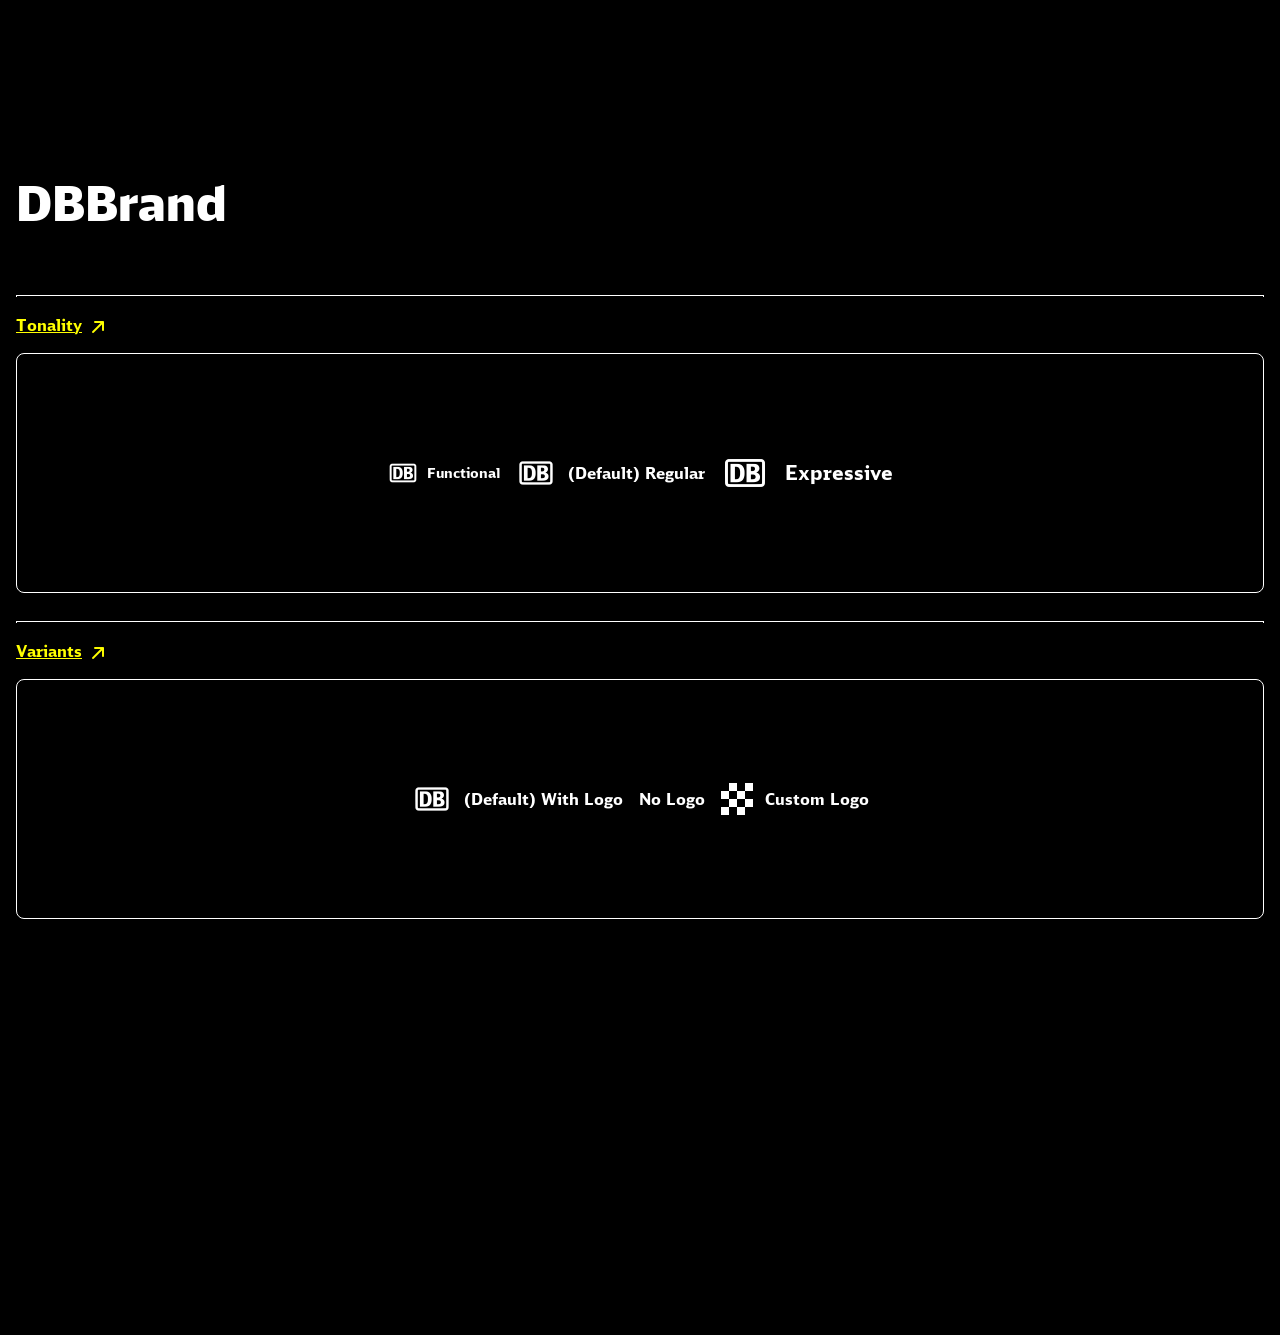 DBBrand
Tonality
DB Functional DB (Default) Regular DB Expressive
Variants
DB (Default) With Logo No Logo Custom Logo